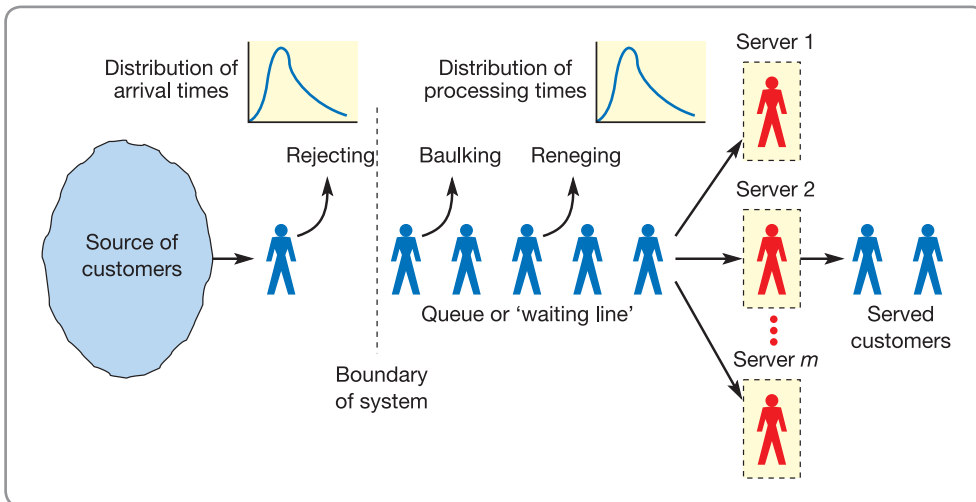 Distribution of
arrival times
Distribution of
processing times
Server 1
Rejecting
Baulking
Reneging
Server 2
Source of
customers
Queue or ‘waiting line’
Served
customers
Boundary
of system
Server m